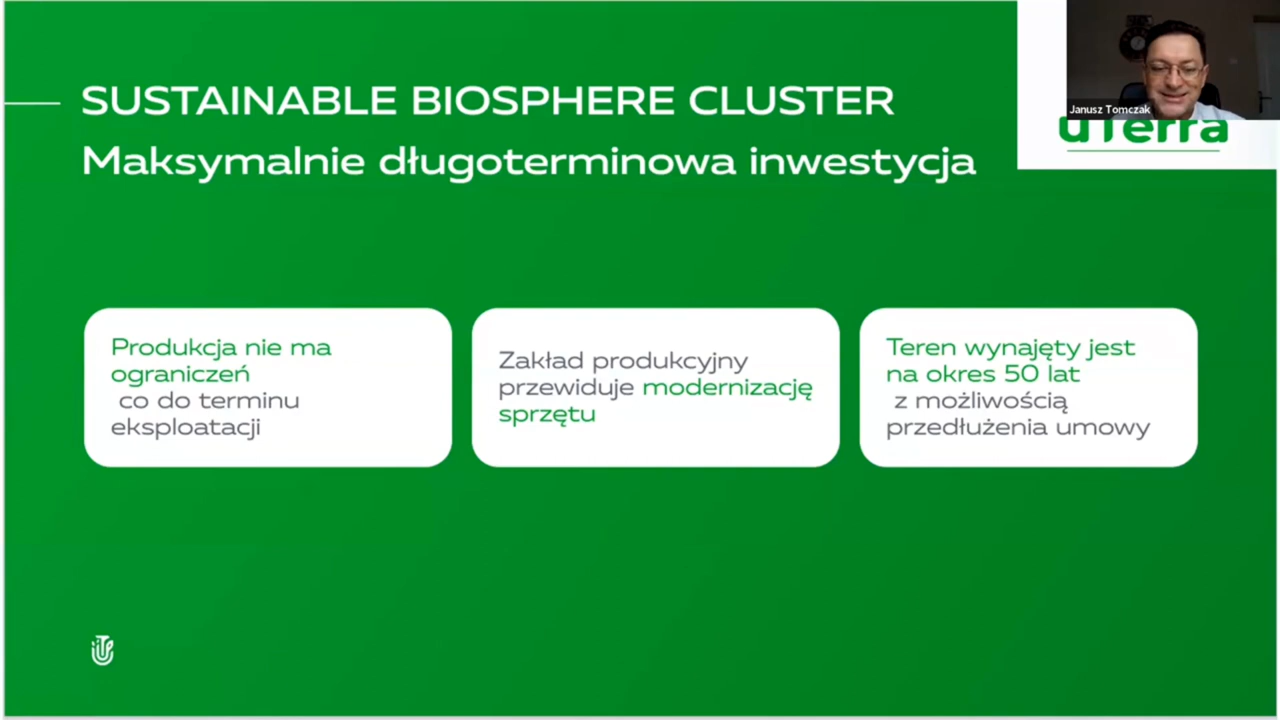 SUSTAINABLE BIOSPHERE CLUSTER
Maksymalnie długoterminowa inwestycja
Janusz Tomczak
uTerra
Produkcja nie ma
ograniczeń
co do terminu
eksploatacji
Zakład produkcyjny
przewiduje modernizację
sprzętu
Teren wynajęty jest
na okres 50 lat
z możliwością
przedłużenia umowy